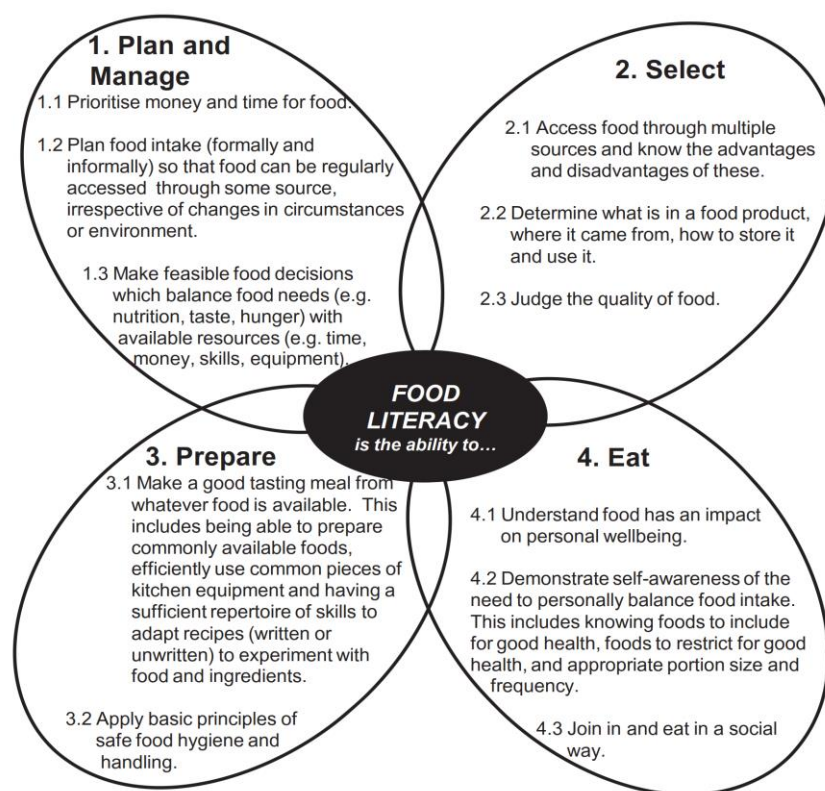 1. Plan and
Manage
1.1 Prioritise money and time for food.
1.2 Plan food intake (formally and
informally) so that food can be regularly
accessed through some source,
irrespective of changes in circumstances
or environment.
1.3 Make feasible food decisions
which balance food needs (e.g.
nutrition, taste, hunger) with
available resources (e.g. time,
money, skills, equipment).
2. Select
2.1 Access food through multiple
sources and know the advantages
and disadvantages of these.
2.2 Determine what is in a food product,
where it came from, how to store it
and use it.
2.3 Judge the quality of food.
FOOD
LITERACY
is the ability to…
3. Prepare
3.1 Make a good tasting meal from
whatever food is available. This
includes being able to prepare
commonly available foods,
efficiently use common pieces of
kitchen equipment and having a
sufficient repertoire of skills to
adapt recipes (written or
unwritten) to experiment with
food and ingredients.
3.2 Apply basic principles of
safe food hygiene and
handling.
4. Eat
4.1 Understand food has an impact
on personal wellbeing.
4.2 Demonstrate self-awareness of the
need to personally balance food intake.
This includes knowing foods to include
for good health, foods to restrict for good
health, and appropriate portion size and
frequency.
4.3 Join in and eat in a social
way.